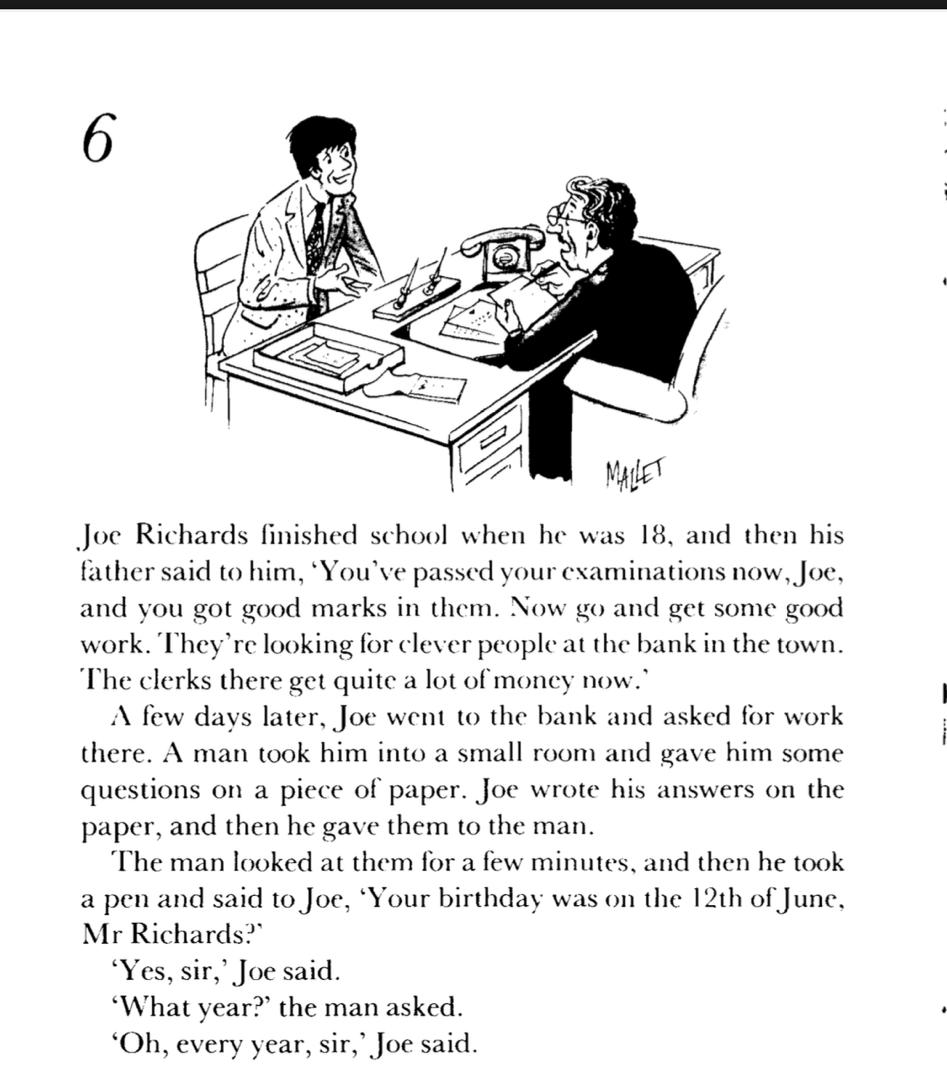 6
MALLET
Joe Richards finished school when he was 18, and then his
father said to him, ‘You’ve passed your examinations now, Joe,
and you got good marks in them. Now go and get some good
work. They’re looking for clever people at the bank in the town.
The clerks there get quite a lot of money now.’
A few days later, Joe went to the bank and asked for work
there. A man took him into a small room and gave him some
questions on a piece of paper. Joe wrote his answers on the
paper, and then he gave them to the man.
The man looked at them for a few minutes, and then he took
a pen and said to Joe, ‘Your birthday was on the 12th of June,
Mr Richards?’
‘Yes, sir,’ Joe said.
‘What year?’ the man asked.
‘Oh, every year, sir,’ Joe said.